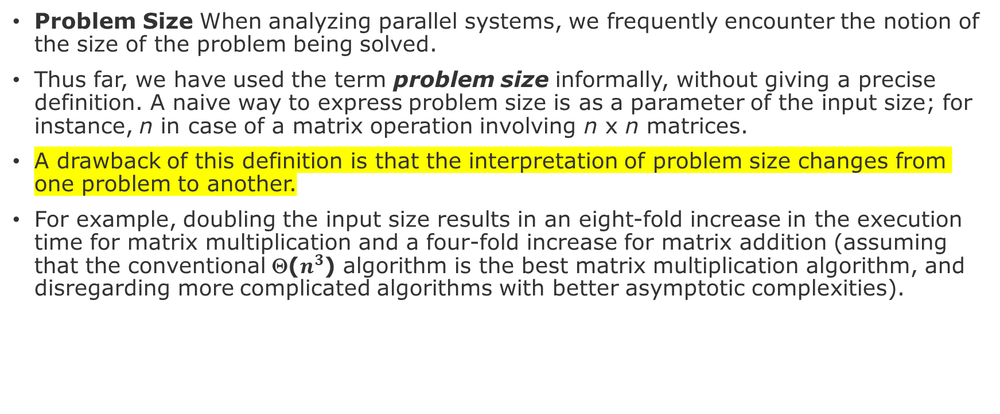 • Problem Size When analyzing parallel systems, we frequently encounter the notion of
the size of the problem being solved.
• Thus far, we have used the term problem size informally, without giving a precise
definition. A naive way to express problem size is as a parameter of the input size; for
instance, n in case of a matrix operation involving n x n matrices.
• A drawback of this definition is that the interpretation of problem size changes from
one problem to another.
• For example, doubling the input size results in an eight-fold increase in the execution
time for matrix multiplication and a four-fold increase for matrix addition (assuming
that the conventional Θ(n³) algorithm is the best matrix multiplication algorithm, and
disregarding more complicated algorithms with better asymptotic complexities).